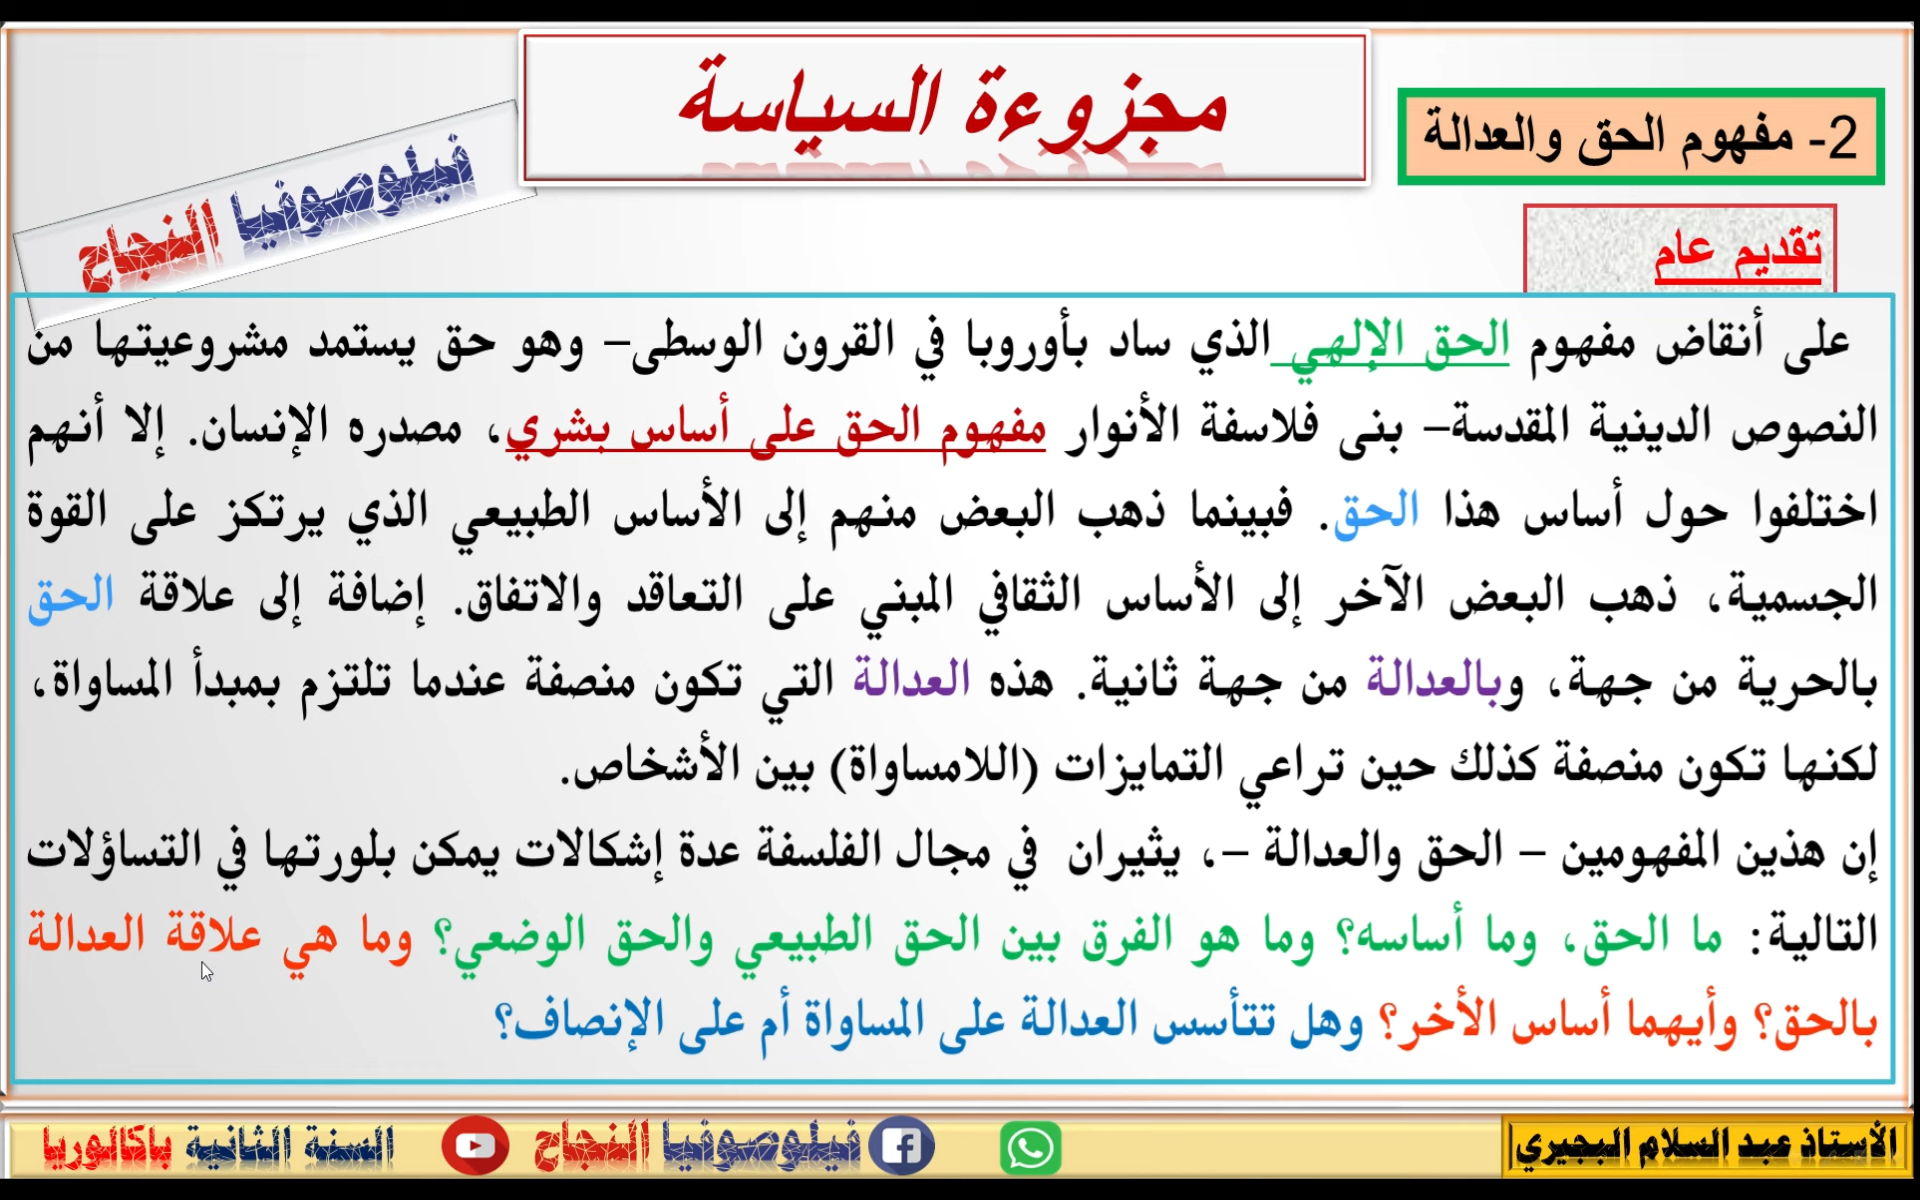 مجزوءة السياسة
2- مفهوم الحق والعدالة
فيلوصوفيا النجاح
تقديم عام
على أنقاض مفهوم الحق الإلهي الذي ساد بأوروبا في القرون الوسطى– وهو حق يستمد مشروعيتها من
النصوص الدينية المقدسة– بنى فلاسفة الأنوار مفهوم الحق على أساس بشري، مصدره الإنسان. إلا أنهم
اختلفوا حول أساس هذا الحق. فبينما ذهب البعض منهم إلى الأساس الطبيعي الذي يرتكز على القوة
الجسمية، ذهب البعض الآخر إلى الأساس الثقافي المبني على التعاقد والاتفاق. إضافة إلى علاقة الحق
بالحرية من جهة، وبالعدالة من جهة ثانية. هذه العدالة التي تكون منصفة عندما تلتزم بمبدأ المساواة،
لكنها تكون منصفة كذلك حين تراعي التمايزات (اللامساواة) بين الأشخاص.
إن هذين المفهومين – الحق والعدالة –، يثيران في مجال الفلسفة عدة إشكالات يمكن بلورتها في التساؤلات
التالية: ما الحق، وما أساسه؟ وما هو الفرق بين الحق الطبيعي والحق الوضعي؟ وما هي علاقة العدالة
بالحق؟ وأيهما أساس الأخر؟ وهل تتأسس العدالة على المساواة أم على الإنصاف؟
الأستاذ عبد السلام البجيري
فيلوصوفيا النجاح
السنة الثانية باكالوريا